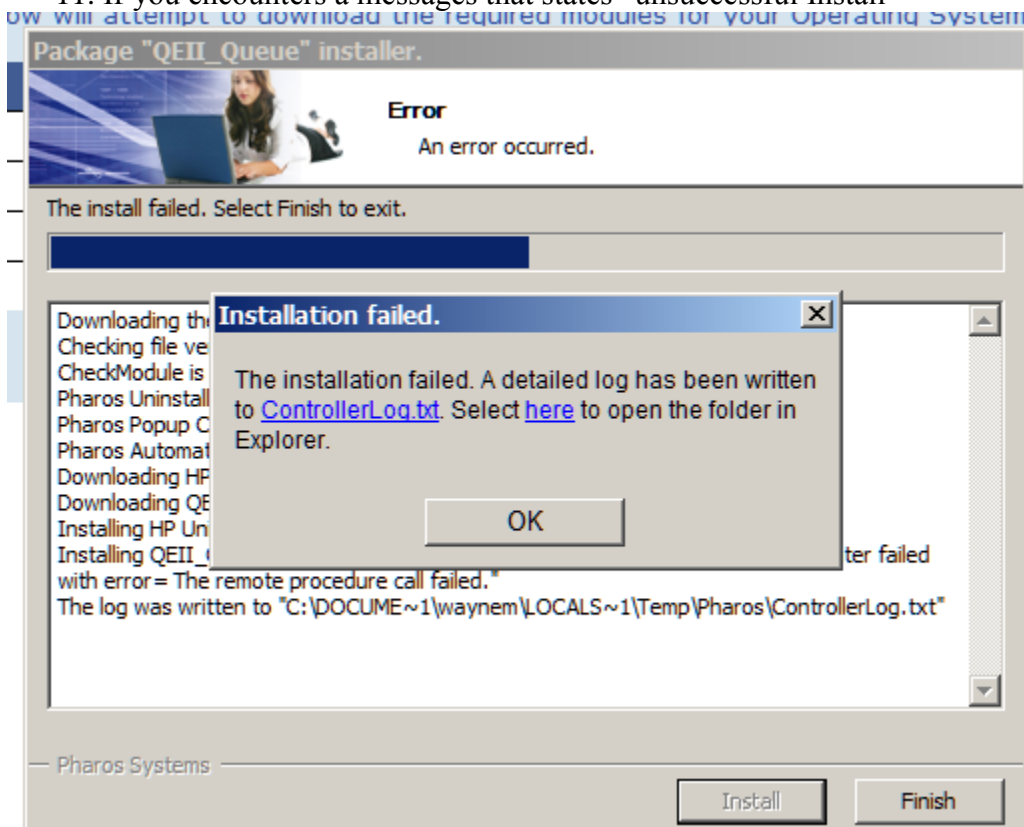 11. If you encounters a messages that states "unsuccessful Install"
ow will attempt to download the required modules for your Operating System
Package "QEII_Queue" installer.
Error
An error occurred.
The install failed. Select Finish to exit.
Installation failed.
The installation failed. A detailed log has been written
to ControllerLog.txt. Select here to open the folder in
Explorer.
OK
Downloading the
Checking file ve
CheckModule is
Pharos Uninstall
Pharos Popup C
Pharos Automat
Downloading HP
Downloading QE
Installing HP Un
Installing QEII_ ter failed
with error= The remote procedure call failed."
The log was written to "C:\DOCUME~1\waynem\LOCALS~1\Temp\Pharos\ControllerLog.txt"
Pharos Systems
Install
Finish